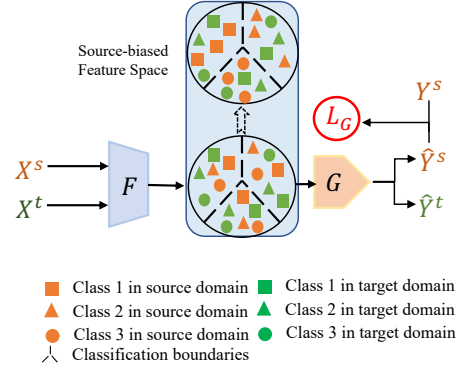 Source-biased
Feature Space
Y^s
L_G
X^s
F
G
Ŷ^s
X^t
Ŷ^t
Class 1 in source domain
Class 1 in target domain
Class 2 in source domain
Class 2 in target domain
Class 3 in source domain
Class 3 in target domain
Classification boundaries